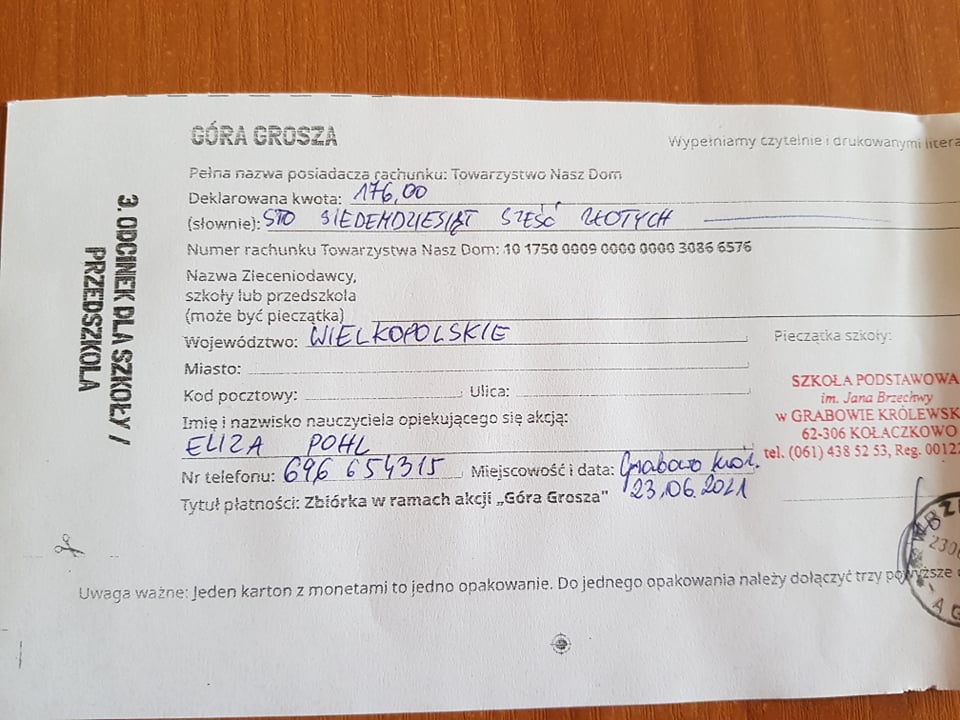 GÓRA GROSZA
Wypełniamy czytelnie i drukowanymi litera
Pełna nazwa posiadacza rachunku: Towarzystwo Nasz Dom
Deklarowana kwota: 176,00
(słownie): STO SIEDEMDZIESIĄT SZEŚĆ ZŁOTYCH
Numer rachunku Towarzystwa Nasz Dom: 10 1750 0009 0000 0000 3086 6576
Nazwa Zleceniodawcy,
szkoły lub przedszkola
(może być pieczątka)
Województwo: WIELKOPOLSKIE
Pieczątka szkoły:
Miasto:
Kod pocztowy: Ulica:
SZKOŁA PODSTAWOWA
im. Jana Brzechwy
w GRABOWIE KRÓLEWSK
62-306 KOŁACZKOWO
tel. (061) 438 52 53, Reg. 00122
Imię i nazwisko nauczyciela opiekującego się akcją:
ELIZA POHL
Nr telefonu: 696 654315 Miejscowość i data: Grabowo Król.
23.06.2021
Tytuł płatności: Zbiórka w ramach akcji „Góra Grosza”
Uwaga ważne: Jeden karton z monetami to jedno opakowanie. Do jednego opakowania należy dołączyć trzy powyższe
3. ODCINEK DLA SZKOŁY /
PRZEDSZKOLA